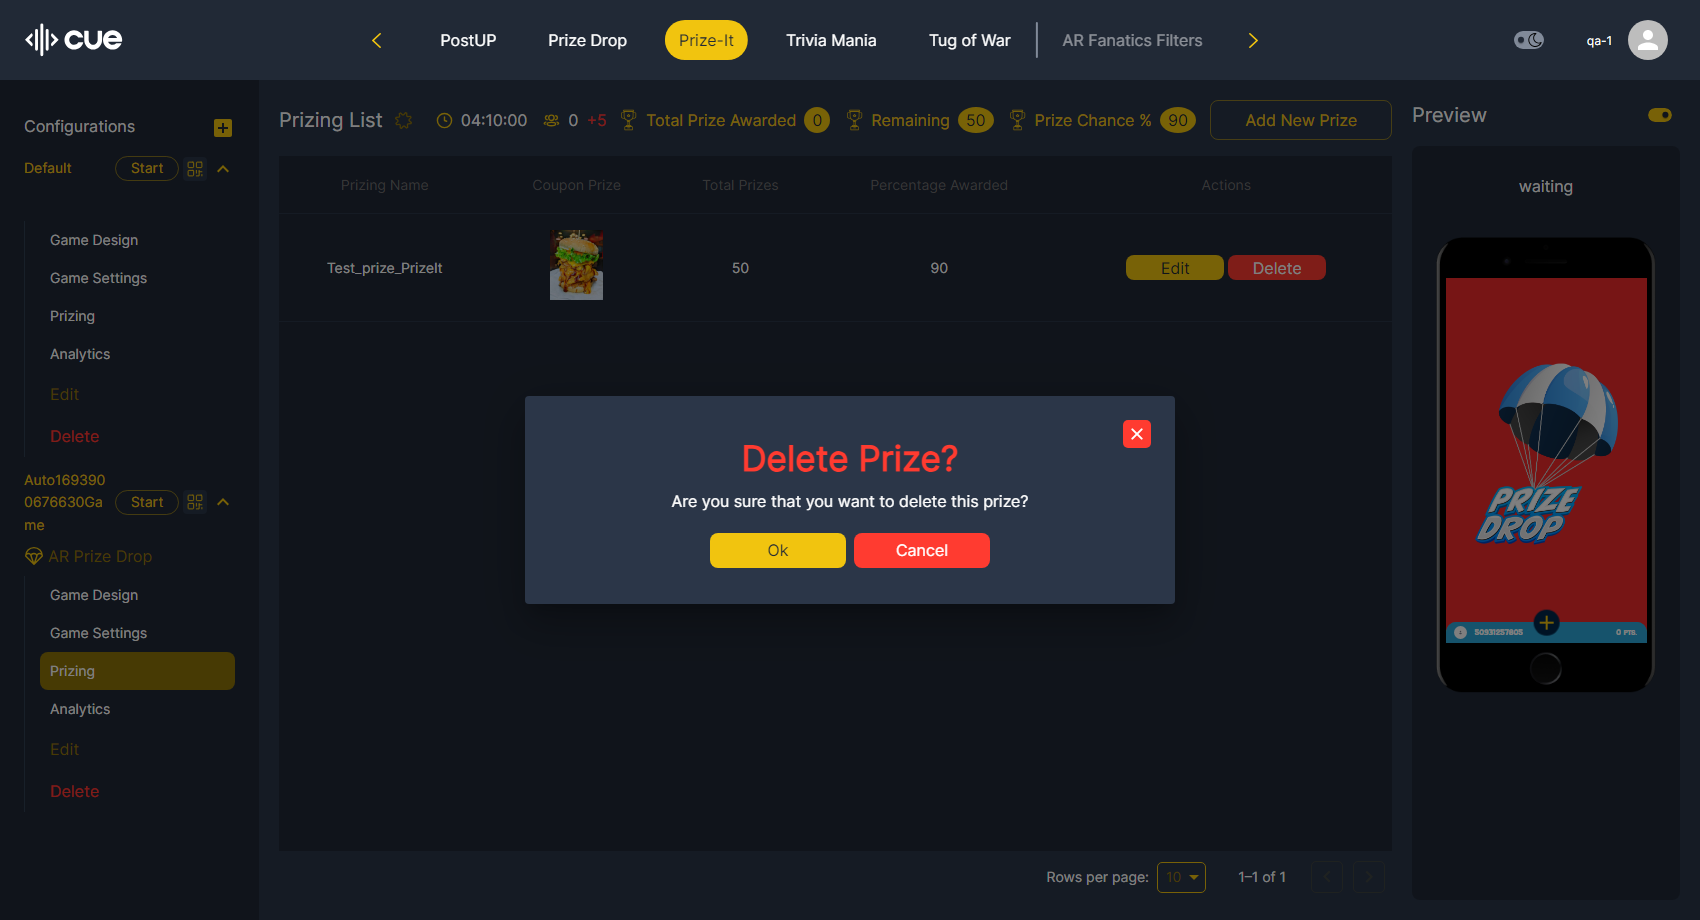 cue
PostUP
Prize Drop
Prize-It
Trivia Mania
Tug of War
AR Fanatics Filters
qa-1
Configurations
Default
Start
Game Design
Game Settings
Prizing
Analytics
Edit
Delete
Auto169390
0676630Ga
me
Start
AR Prize Drop
Game Design
Game Settings
Prizing
Analytics
Edit
Delete
Prizing List
04:10:00
0 +5
Total Prize Awarded 0
Remaining 50
Prize Chance % 90
Add New Prize
Prizing Name
Coupon Prize
Total Prizes
Percentage Awarded
Actions
Test_prize_PrizeIt
50
90
Edit
Delete
Delete Prize?
Are you sure that you want to delete this prize?
Ok
Cancel
Rows per page: 10
1–1 of 1
Preview
waiting
PRIZE
DROP
0 PTS.